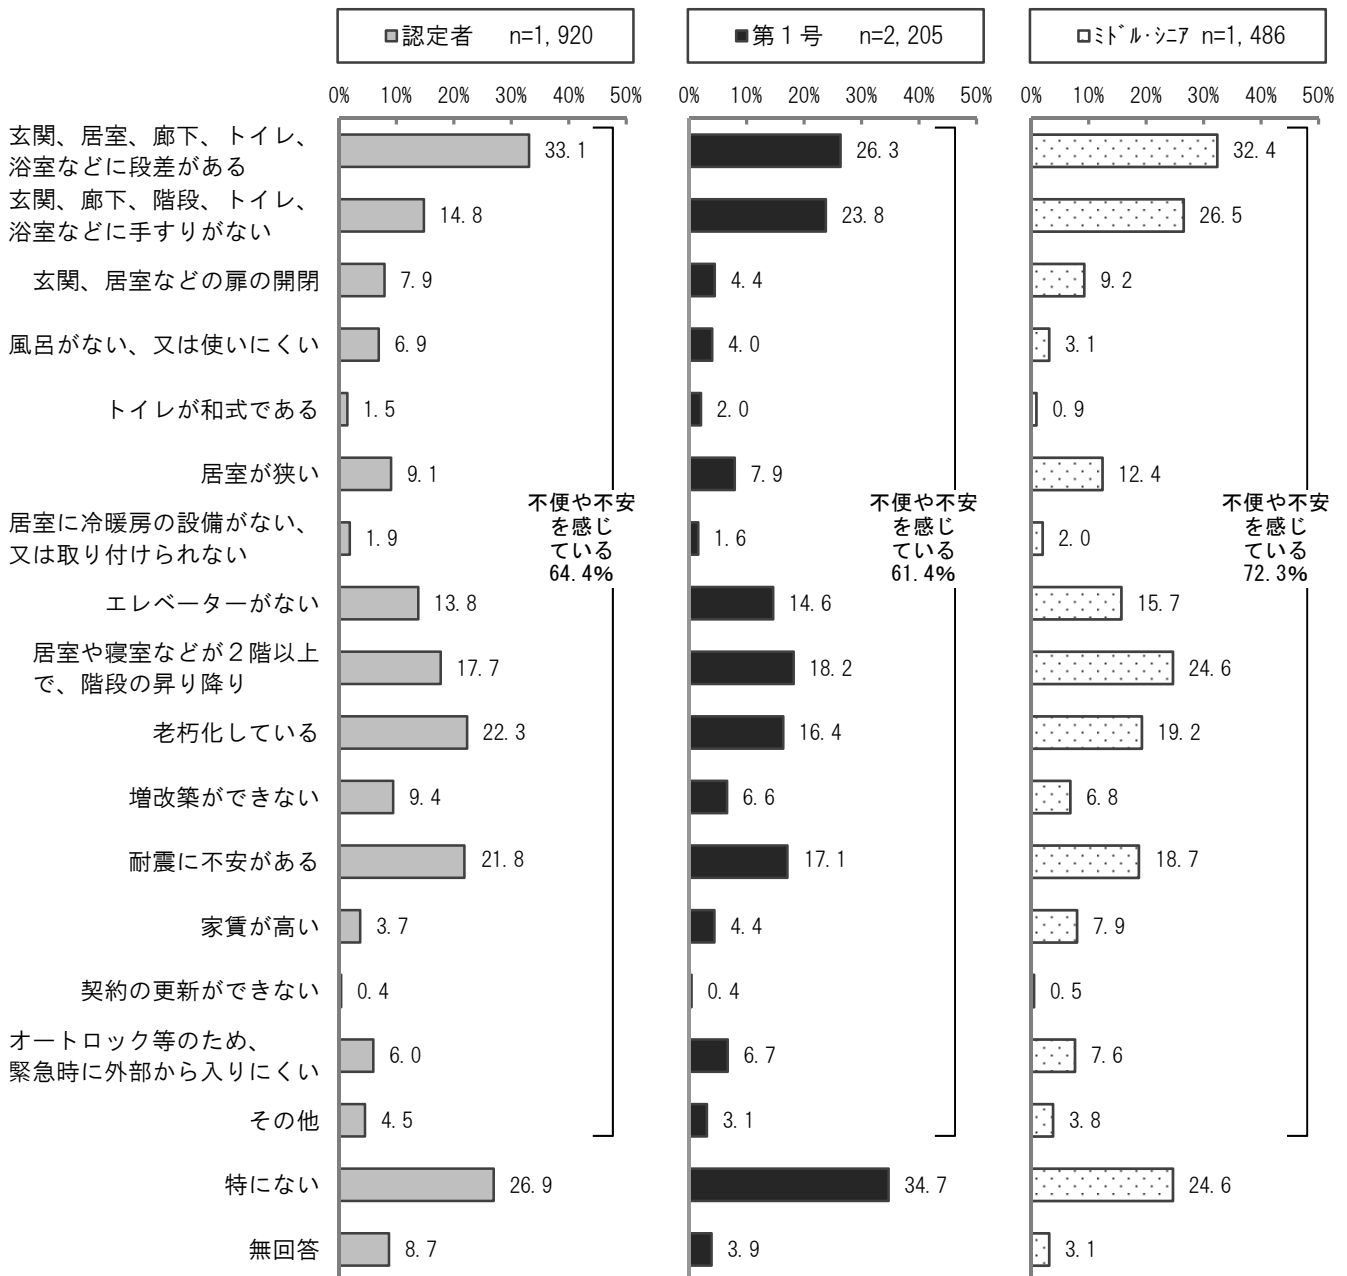 認定者 n=1,920
第１号 n=2,205
ﾐﾄﾞﾙ･ｼﾆｱ n=1,486
0% 10% 20% 30% 40% 50%
0% 10% 20% 30% 40% 50%
0% 10% 20% 30% 40% 50%
玄関、居室、廊下、トイレ、
浴室などに段差がある
33.1 26.3 32.4
玄関、廊下、階段、トイレ、
浴室などに手すりがない
14.8 23.8 26.5
玄関、居室などの扉の開閉
7.9 4.4 9.2
風呂がない、又は使いにくい
6.9 4.0 3.1
トイレが和式である
1.5 2.0 0.9
居室が狭い
9.1 7.9 12.4
居室に冷暖房の設備がない、
又は取り付けられない
1.9 1.6 2.0
エレベーターがない
13.8 14.6 15.7
居室や寝室などが２階以上
で、階段の昇り降り
17.7 18.2 24.6
老朽化している
22.3 16.4 19.2
増改築ができない
9.4 6.6 6.8
耐震に不安がある
21.8 17.1 18.7
家賃が高い
3.7 4.4 7.9
契約の更新ができない
0.4 0.4 0.5
オートロック等のため、
緊急時に外部から入りにくい
6.0 6.7 7.6
その他
4.5 3.1 3.8
特にない
26.9 34.7 24.6
無回答
8.7 3.9 3.1
不便や不安
を感じ
ている
64.4%
不便や不安
を感じ
ている
61.4%
不便や不安
を感じ
ている
72.3%